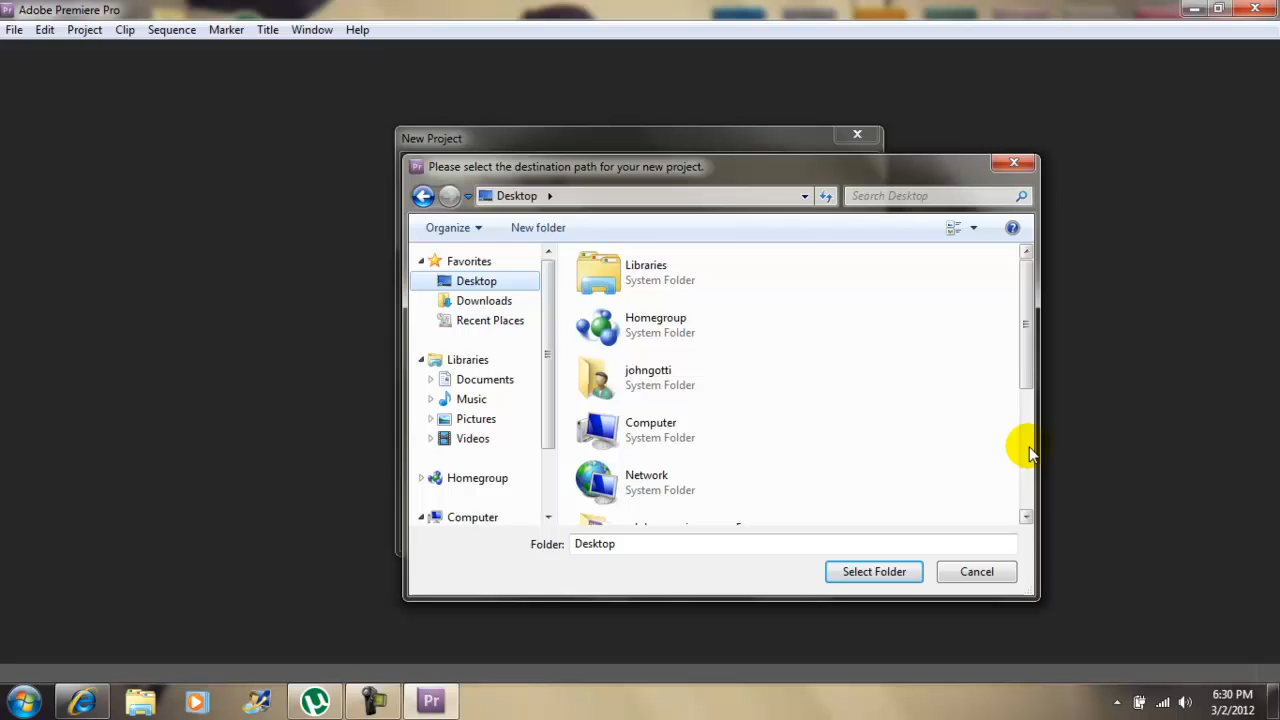 Adobe Premiere Pro
File Edit Project Clip Sequence Marker Title Window Help
New Project
Please select the destination path for your new project.
Desktop
Search Desktop
Organize
New folder
Favorites
Desktop
Downloads
Recent Places
Libraries
Documents
Music
Pictures
Videos
Homegroup
Computer
Libraries
System Folder
Homegroup
System Folder
johngotti
System Folder
Computer
System Folder
Network
System Folder
Folder: Desktop
Select Folder
Cancel
Pr
6:30 PM
3/2/2012